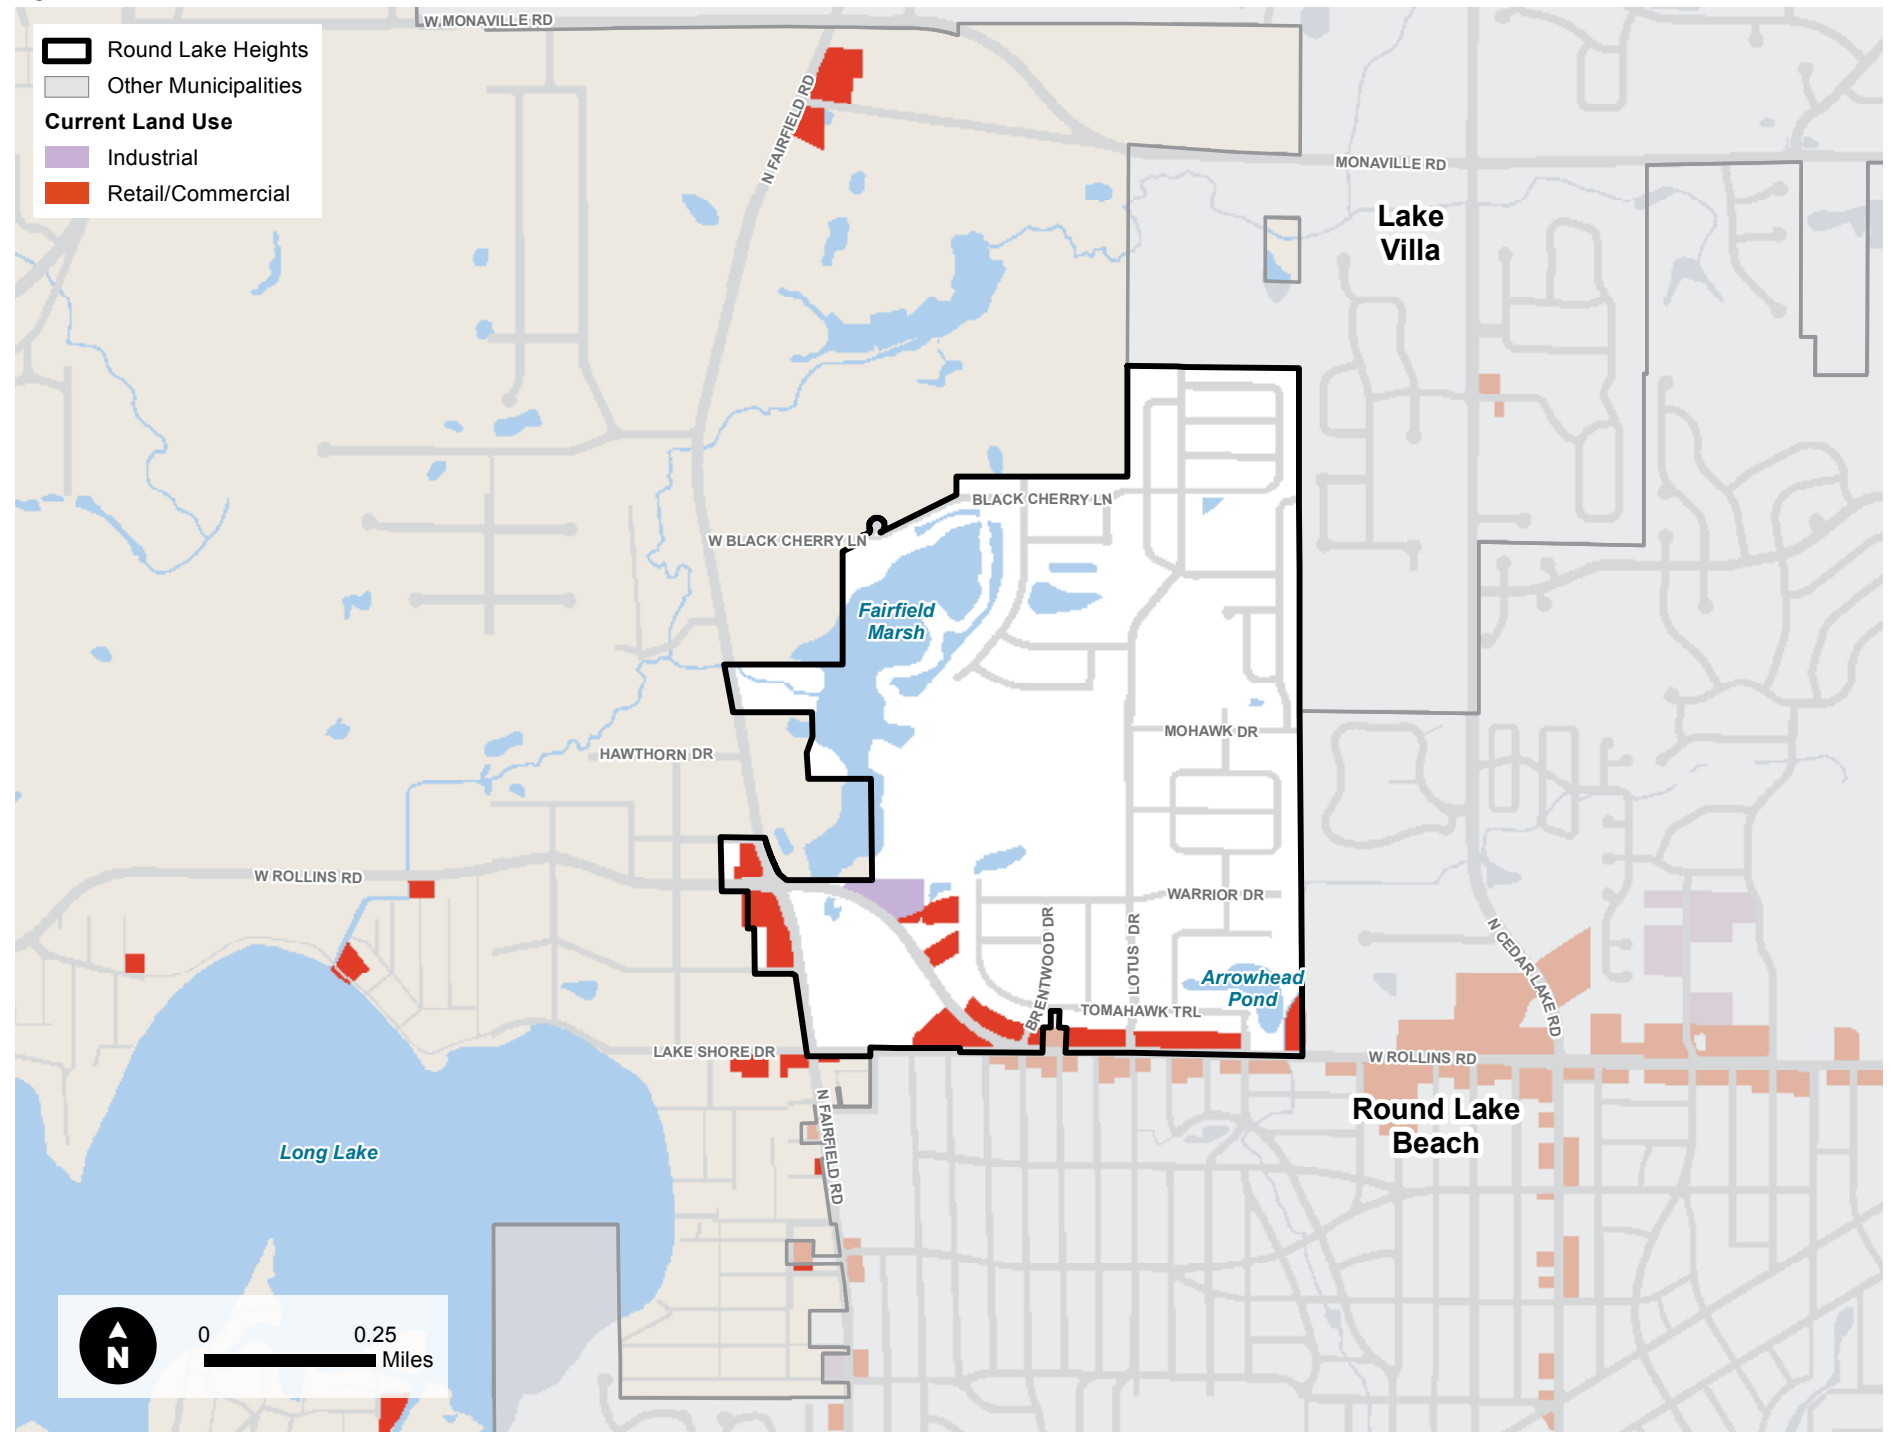 W MONAVILLE RD
Round Lake Heights
Other Municipalities
Current Land Use
Industrial
Retail/Commercial
N FAIRFIELD RD
MONAVILLE RD
Lake
Villa
BLACK CHERRY LN
W BLACK CHERRY LN
Fairfield
Marsh
MOHAWK DR
HAWTHORN DR
W ROLLINS RD
WARRIOR DR
BRENTWOOD DR
LOTUS DR
N CEDAR LAKE RD
Arrowhead
Pond
TOMAHAWK TRL
LAKE SHORE DR
W ROLLINS RD
Round Lake
Beach
N FAIRFIELD RD
Long Lake
N
0
0.25
Miles